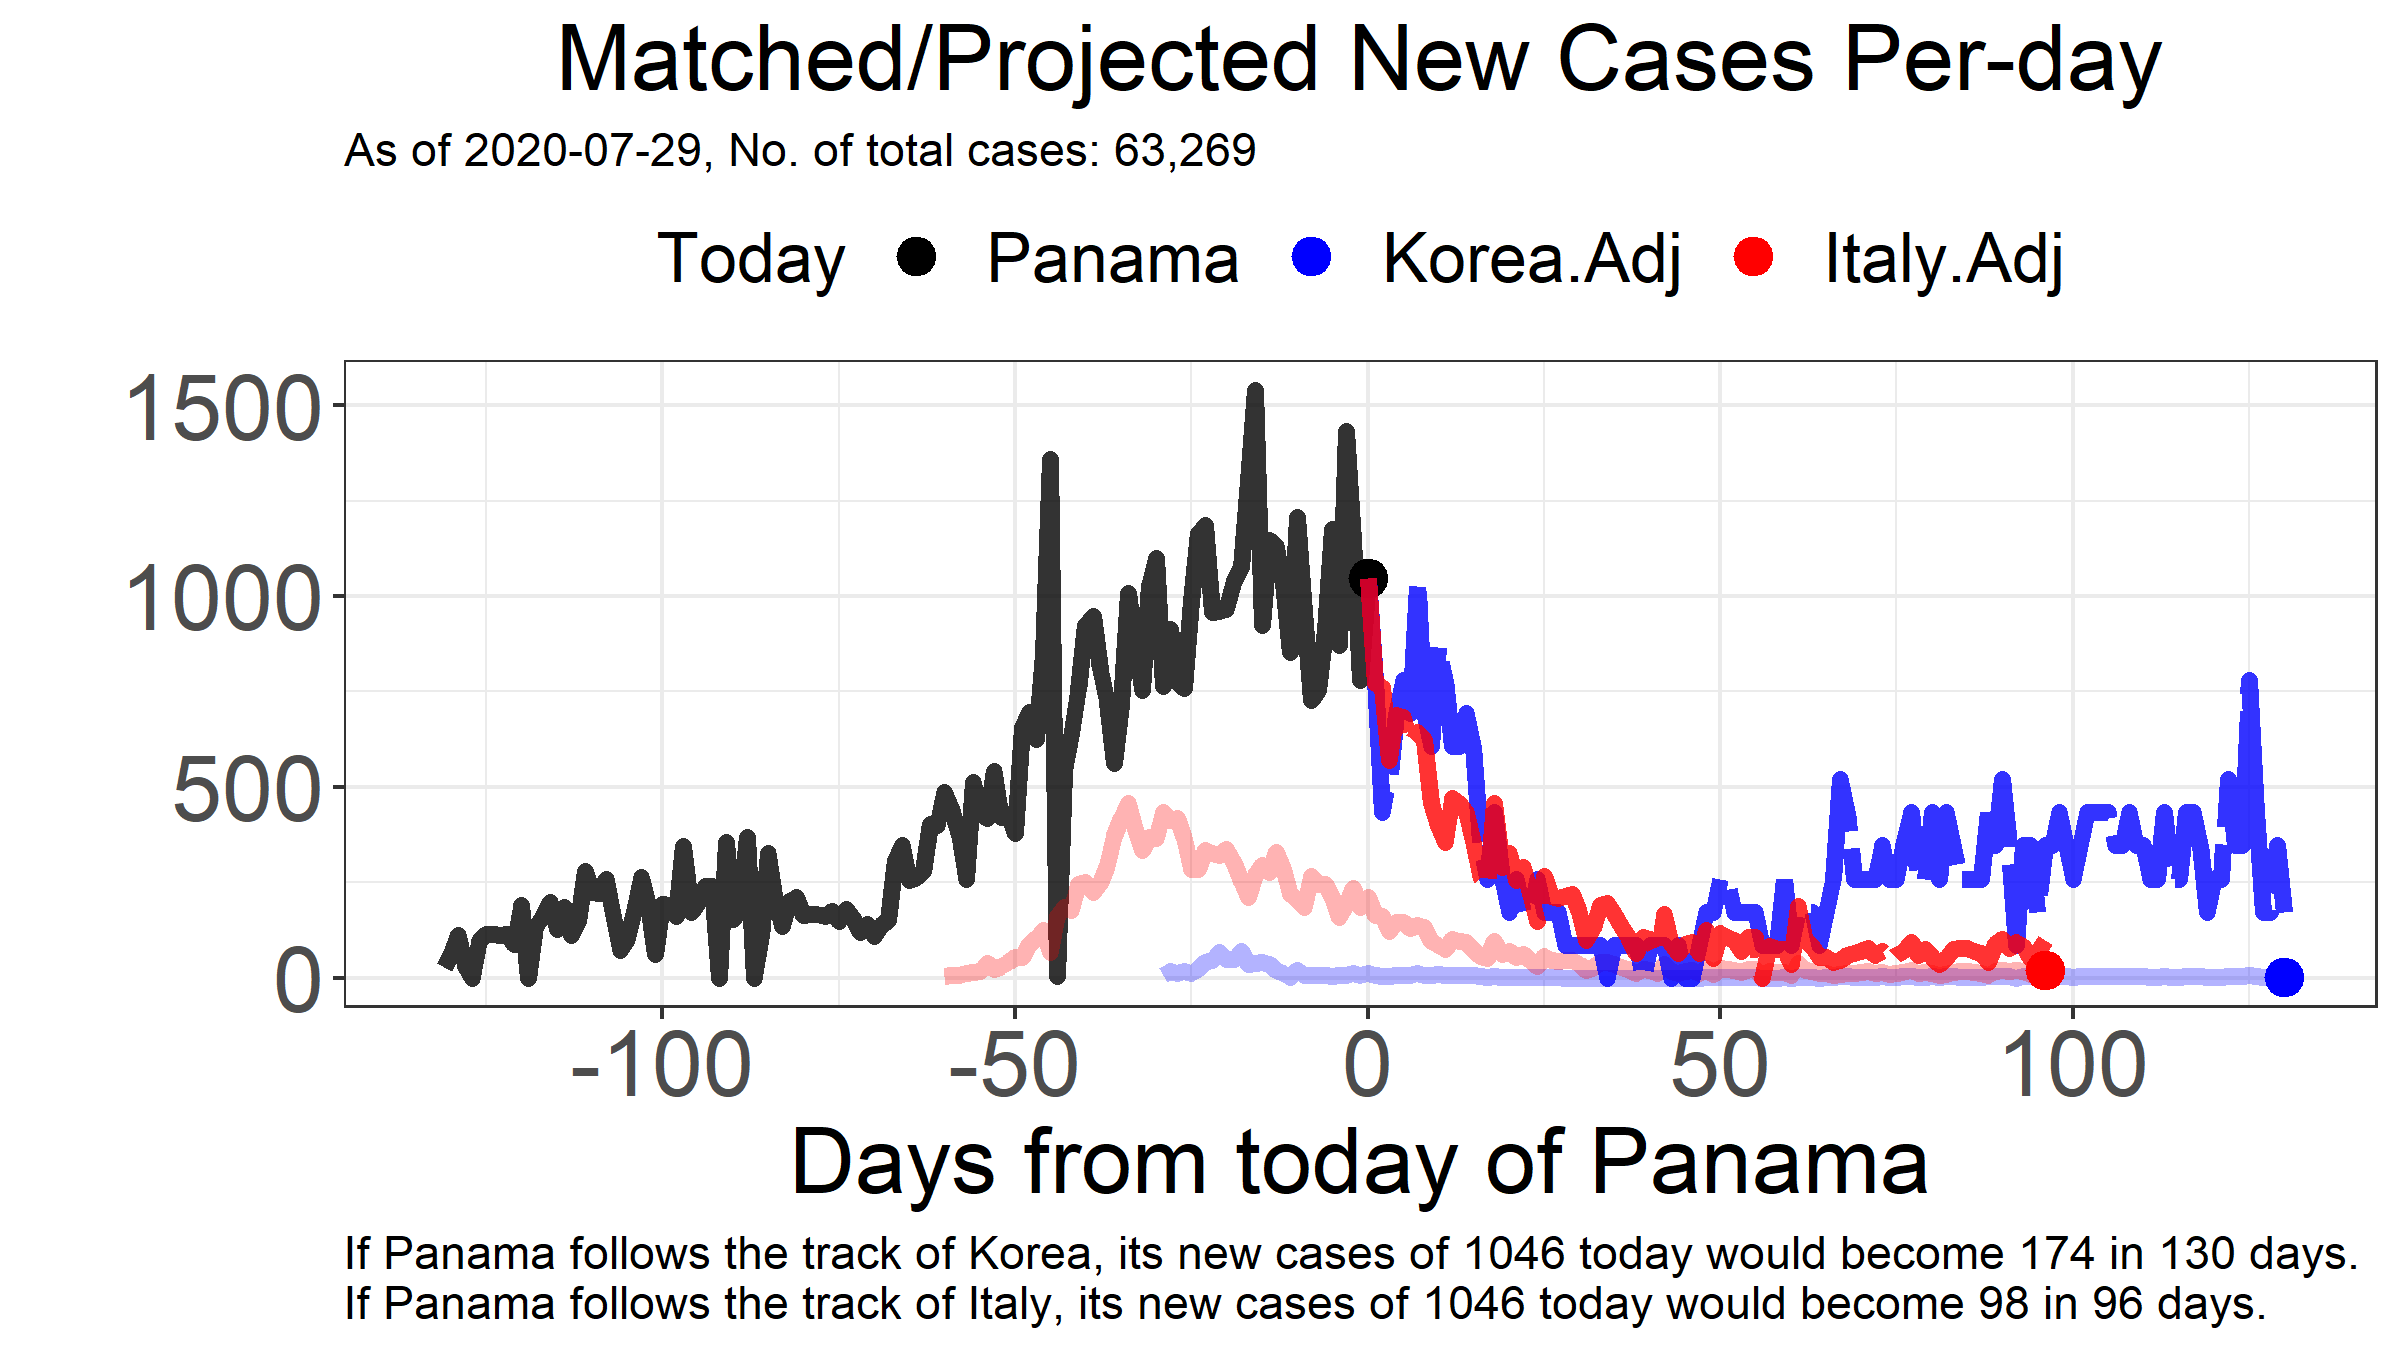 Matched/Projected New Cases Per-day
As of 2020-07-29, No. of total cases: 63,269
Today Panama Korea.Adj Italy.Adj
1500
1000
500
0
-100 -50 0 50 100
Days from today of Panama
If Panama follows the track of Korea, its new cases of 1046 today would become 174 in 130 days.
If Panama follows the track of Italy, its new cases of 1046 today would become 98 in 96 days.